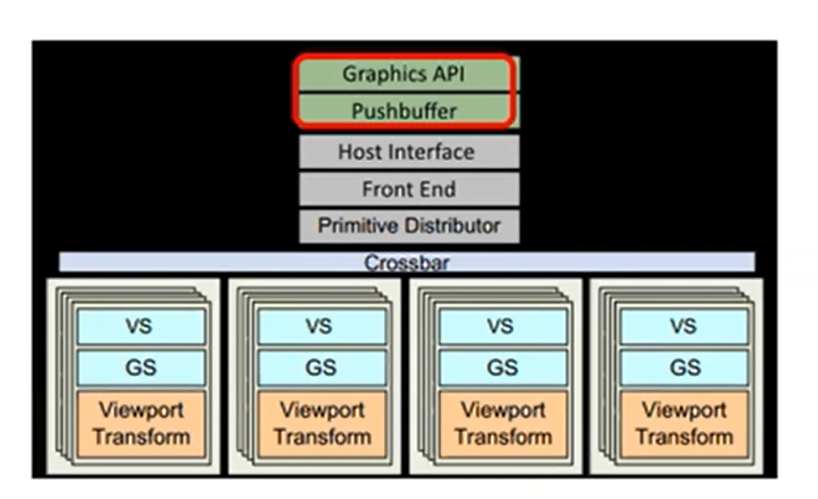 Graphics API
Pushbuffer
Host Interface
Front End
Primitive Distributor
Crossbar
VS
GS
Viewport
Transform
VS
GS
Viewport
Transform
VS
GS
Viewport
Transform
VS
GS
Viewport
Transform